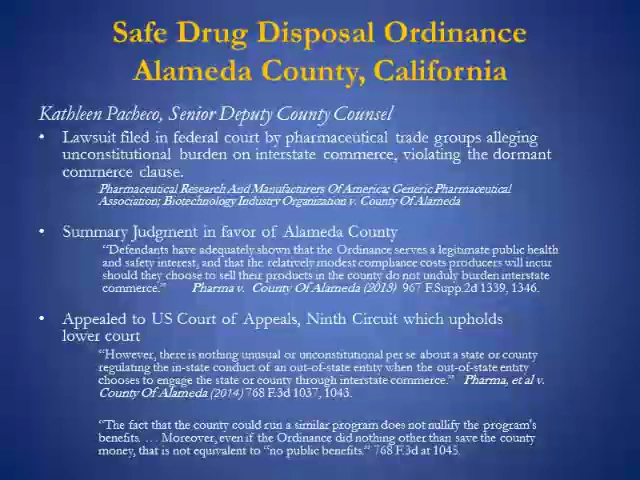 Safe Drug Disposal Ordinance
Alameda County, California
Kathleen Pacheco, Senior Deputy County Counsel
• Lawsuit filed in federal court by pharmaceutical trade groups alleging
unconstitutional burden on interstate commerce, violating the dormant
commerce clause.
Pharmaceutical Research And Manufacturers Of America; Generic Pharmaceutical
Association; Biotechnology Industry Organization v. County Of Alameda
• Summary Judgment in favor of Alameda County
“Defendants have adequately shown that the Ordinance serves a legitimate public health
and safety interest, and that the relatively modest compliance costs producers will incur
should they choose to sell their products in the county do not unduly burden interstate
commerce.” Pharma v. County Of Alameda (2013) 967 F.Supp.2d 1339, 1346.
• Appealed to US Court of Appeals, Ninth Circuit which upholds
lower court
“However, there is nothing unusual or unconstitutional per se about a state or county
regulating the in-state conduct of an out-of-state entity when the out-of-state entity
chooses to engage the state or county through interstate commerce.” Pharma, et al v.
County Of Alameda (2014) 768 F.3d 1037, 1043.
“The fact that the county could run a similar program does not nullify the program's
benefits. … Moreover, even if the Ordinance did nothing other than save the county
money, that is not equivalent to “no public benefits.” 768 F.3d at 1045.